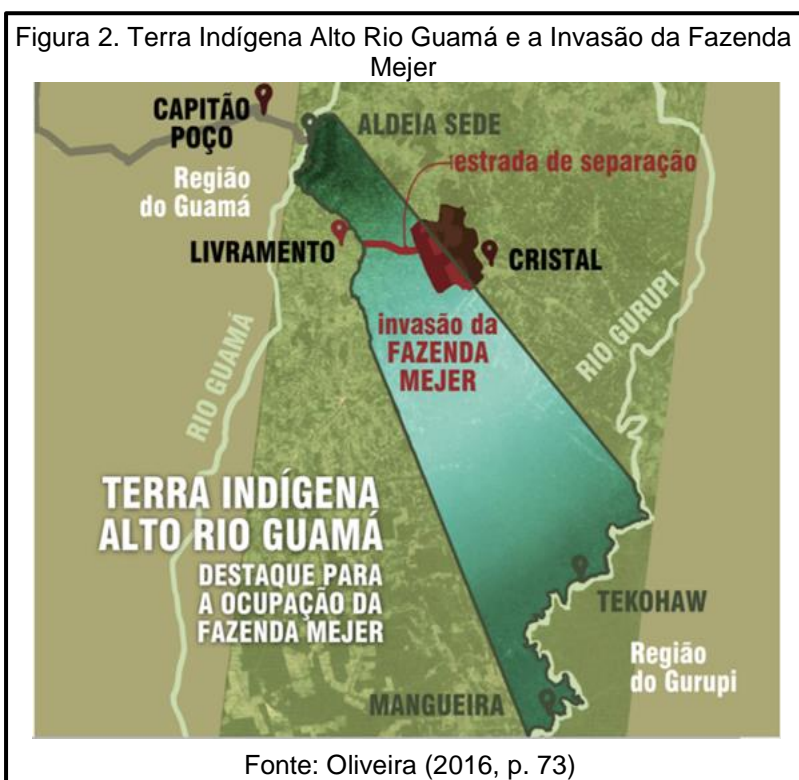 Figura 2. Terra Indígena Alto Rio Guamá e a Invasão da Fazenda
Mejer
CAPITÃO
POÇO
ALDEIA SEDE
Região
do Guamá
estrada de separação
LIVRAMENTO
CRISTAL
invasão da
FAZENDA
MEJER
RIO GUAMÁ
RIO GURUPI
TERRA INDÍGENA
ALTO RIO GUAMÁ
DESTAQUE PARA
A OCUPAÇÃO DA
FAZENDA MEJER
TEKOHAW
Região
do Gurupi
MANGUEIRA
Fonte: Oliveira (2016, p. 73)